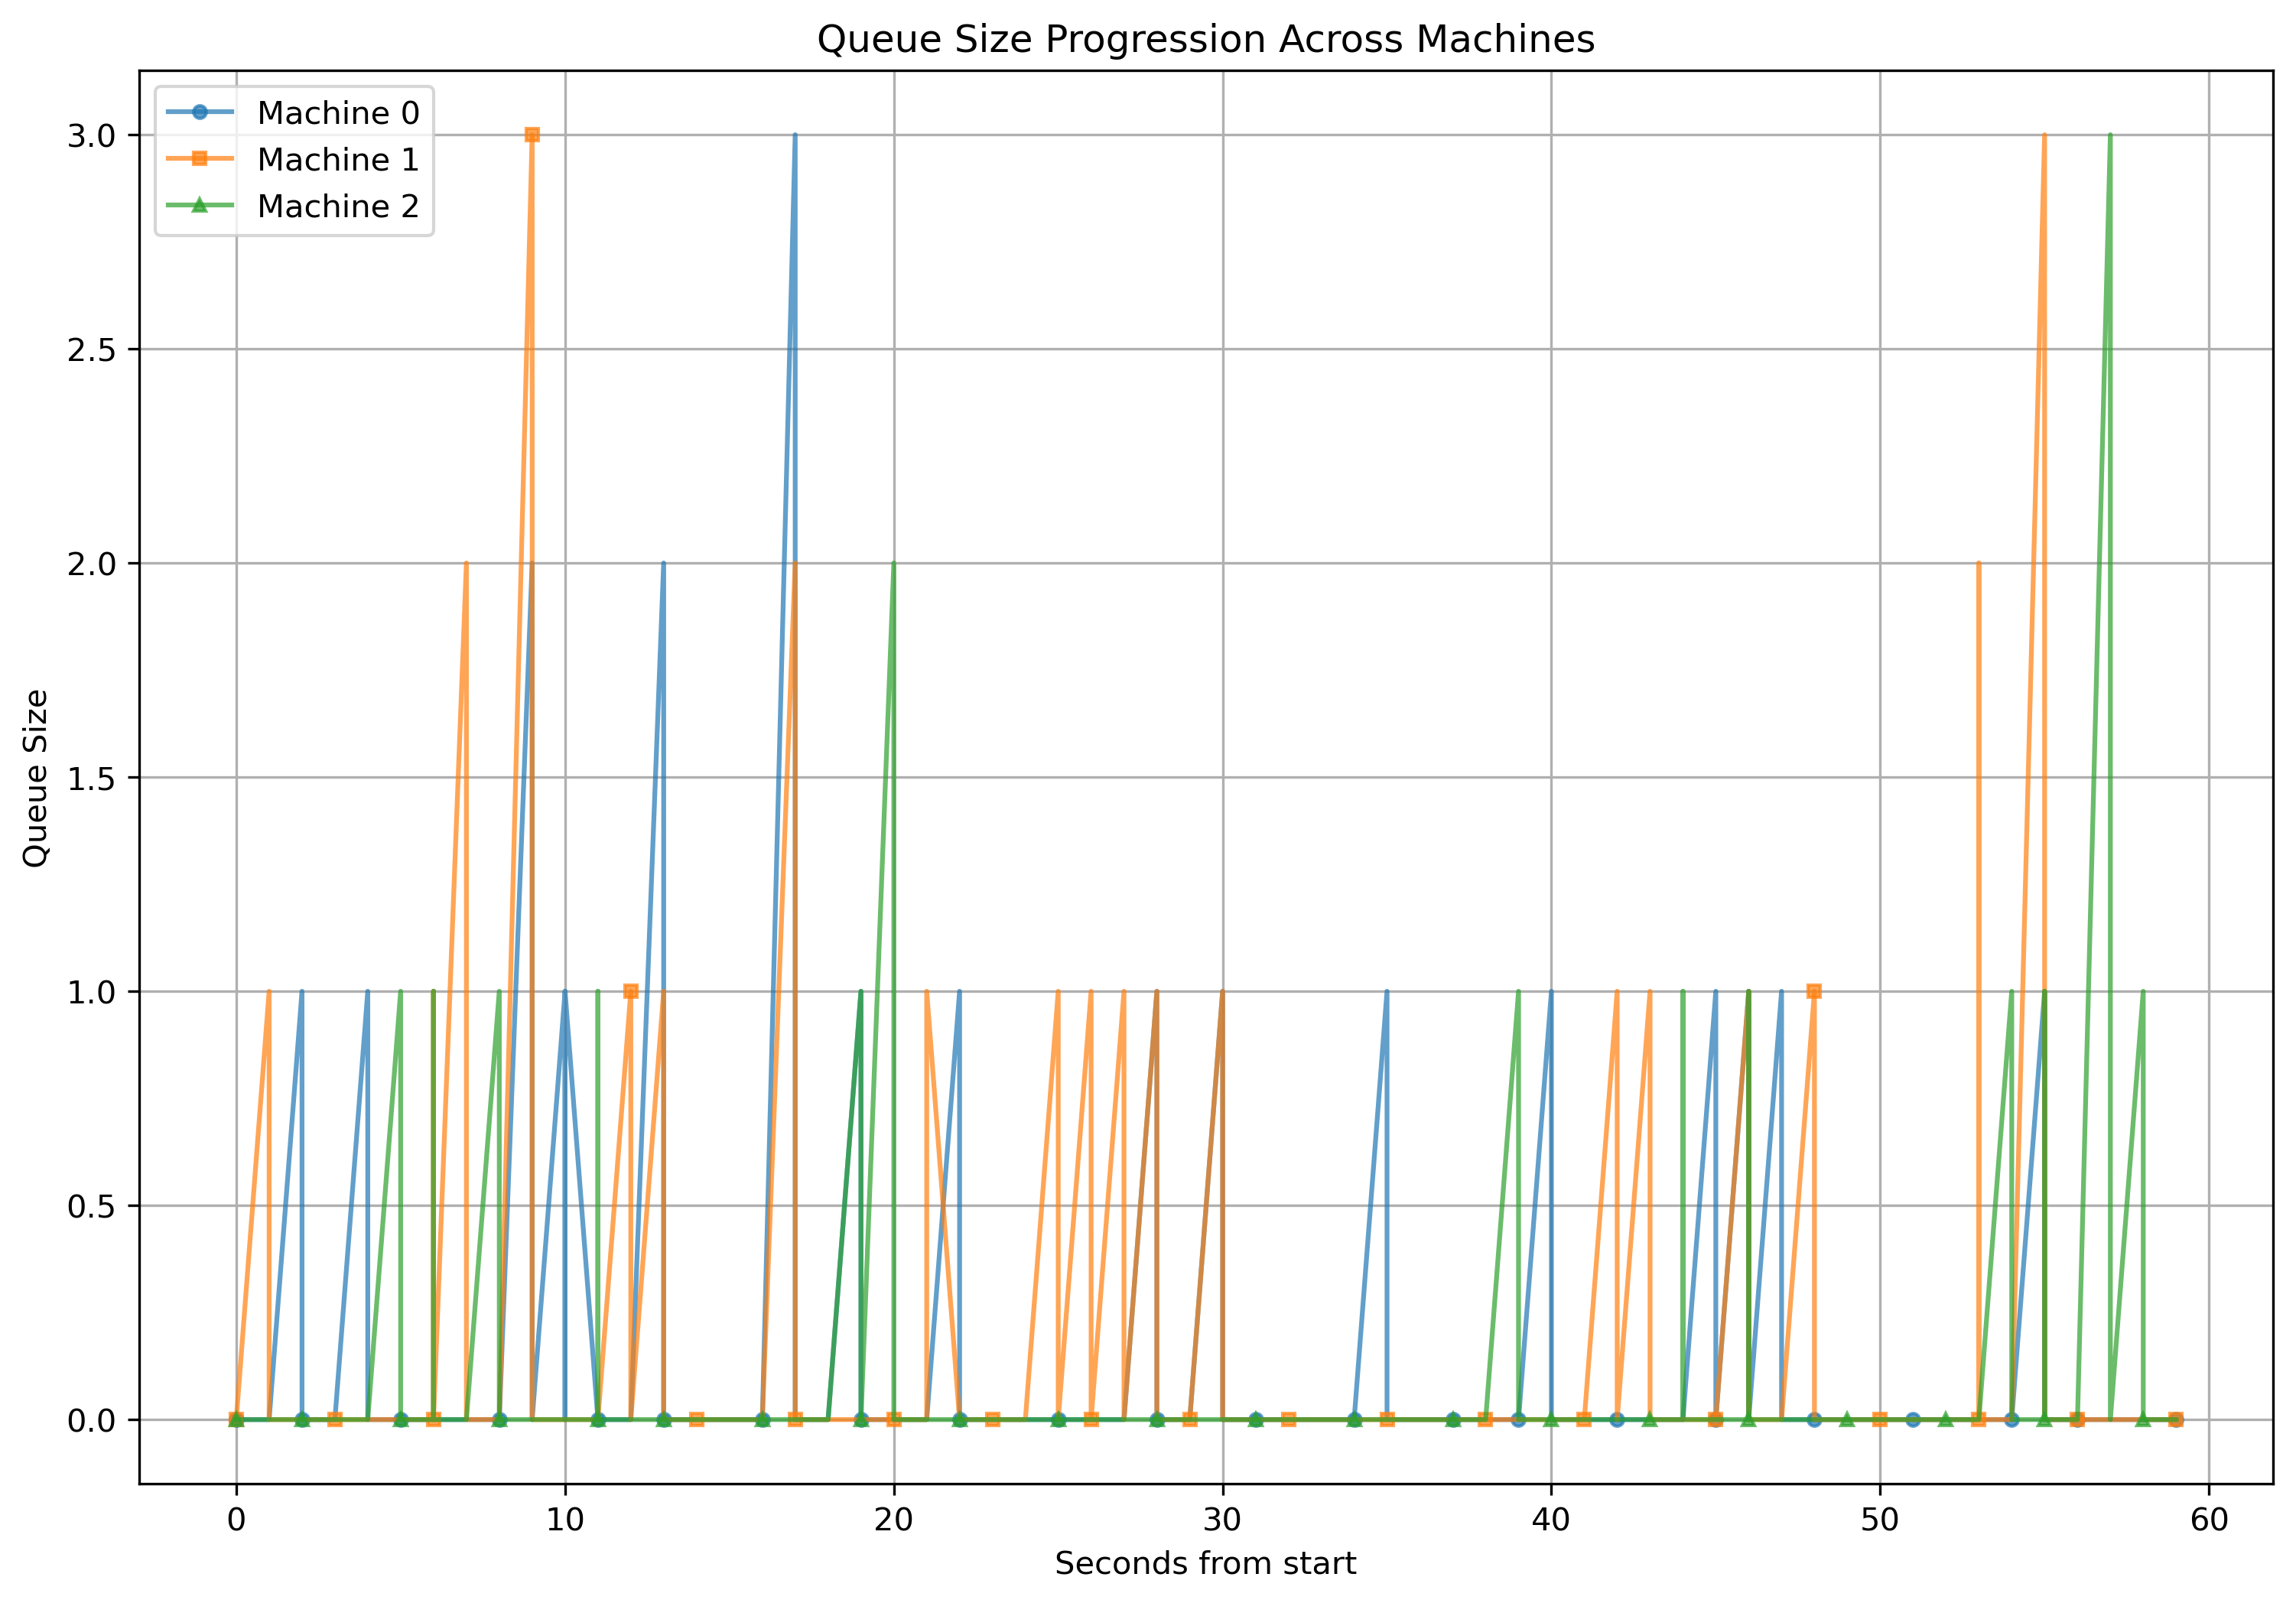 Queue Size Progression Across Machines
Machine 0
Machine 1
Machine 2
3.0
2.5
2.0
1.5
1.0
0.5
0.0
Queue Size
0 10 20 30 40 50 60
Seconds from start